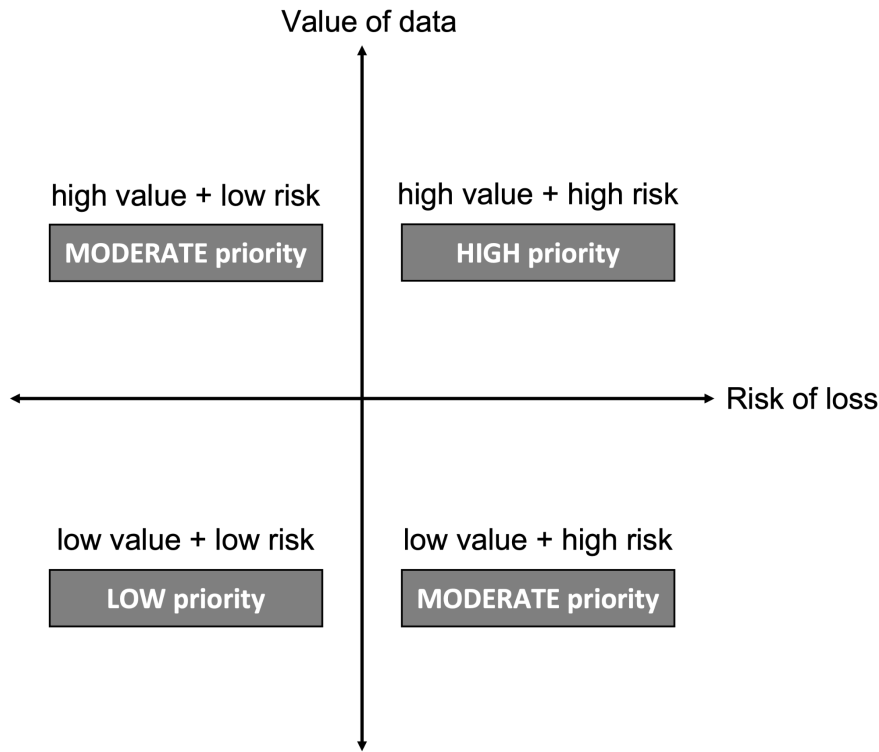 Value of data
high value + low risk
MODERATE priority
high value + high risk
HIGH priority
Risk of loss
low value + low risk
LOW priority
low value + high risk
MODERATE priority